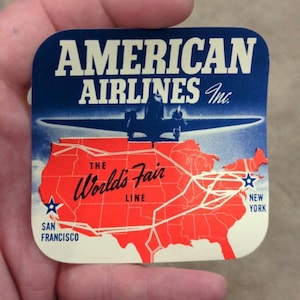 AMERICAN
AIRLINES Inc.
THE
World's Fair
LINE
NEW
YORK
SAN
FRANCISCO